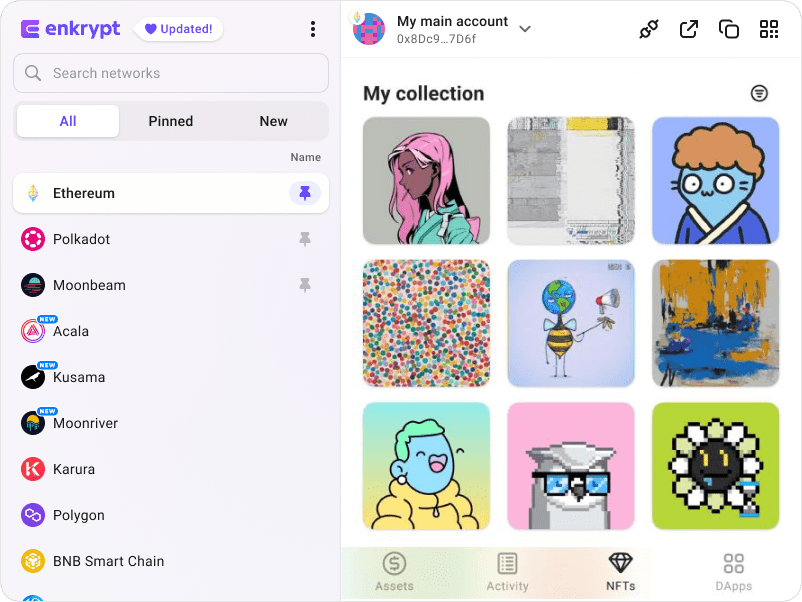 enkrypt
Updated!
Search networks
All
Pinned
New
Name
Ethereum
Polkadot
Moonbeam
NEW
Acala
NEW
Kusama
NEW
Moonriver
Karura
Polygon
BNB Smart Chain
My main account
0x8Dc9...7D6f
My collection
Assets
Activity
NFTs
DApps